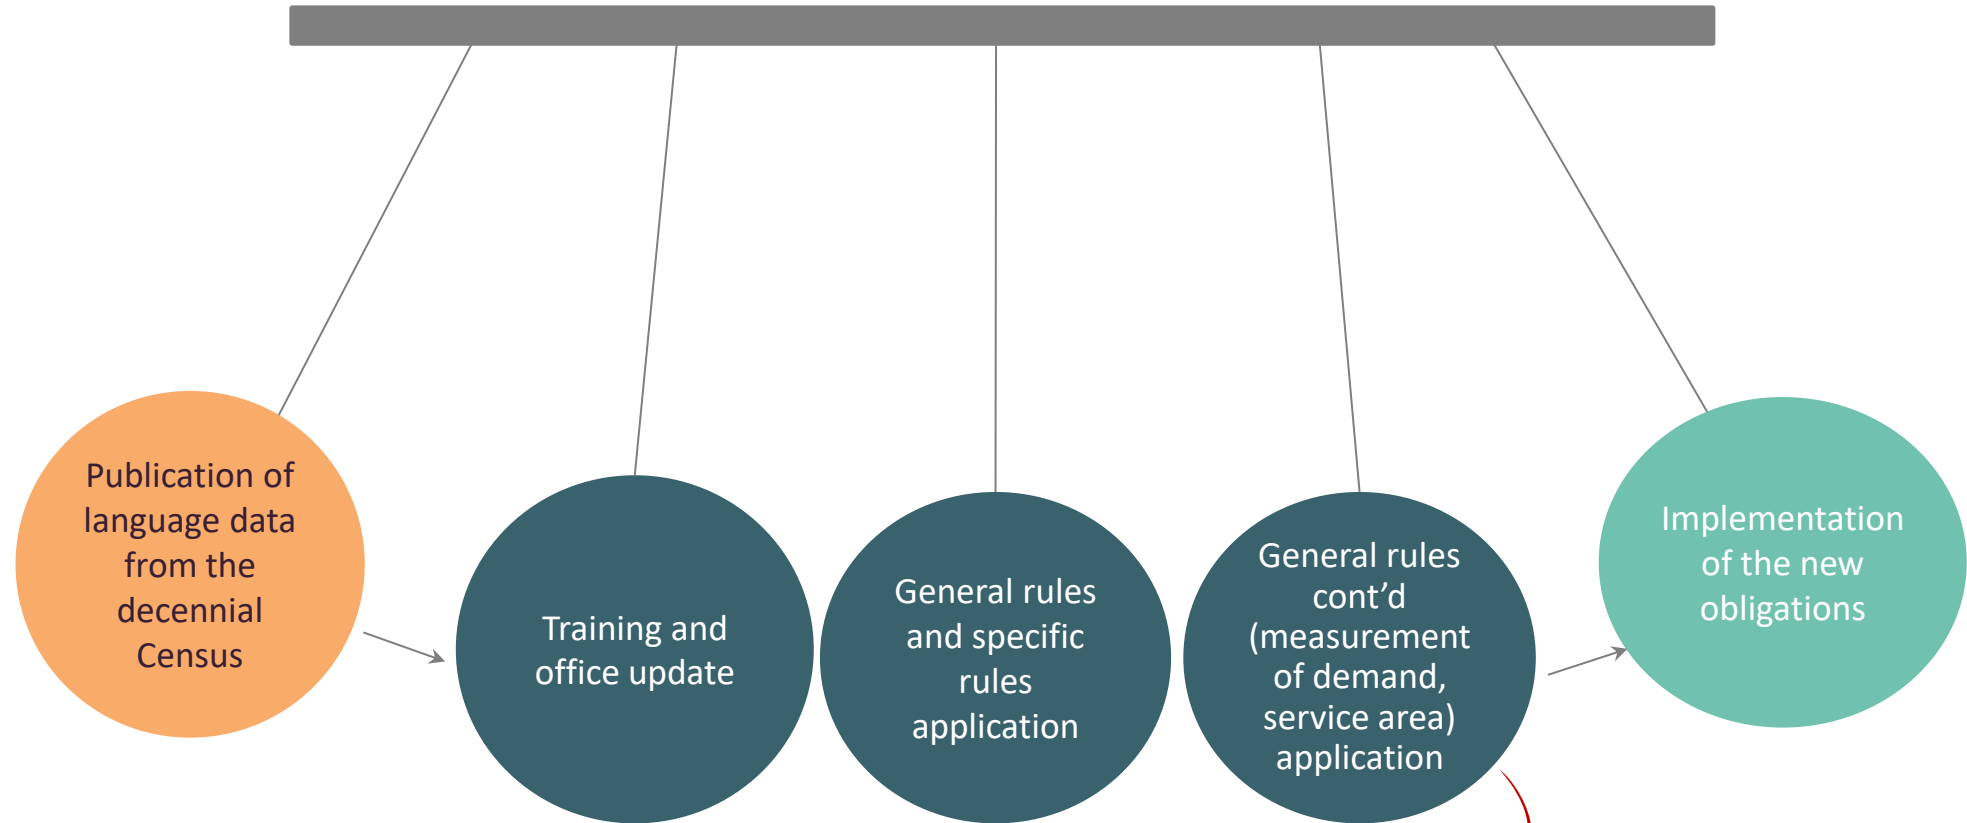 Publication of
language data
from the
decennial
Census
Training and
office update
General rules
and specific
rules
application
General rules
cont’d
(measurement
of demand,
service area)
application
Implementation
of the new
obligations